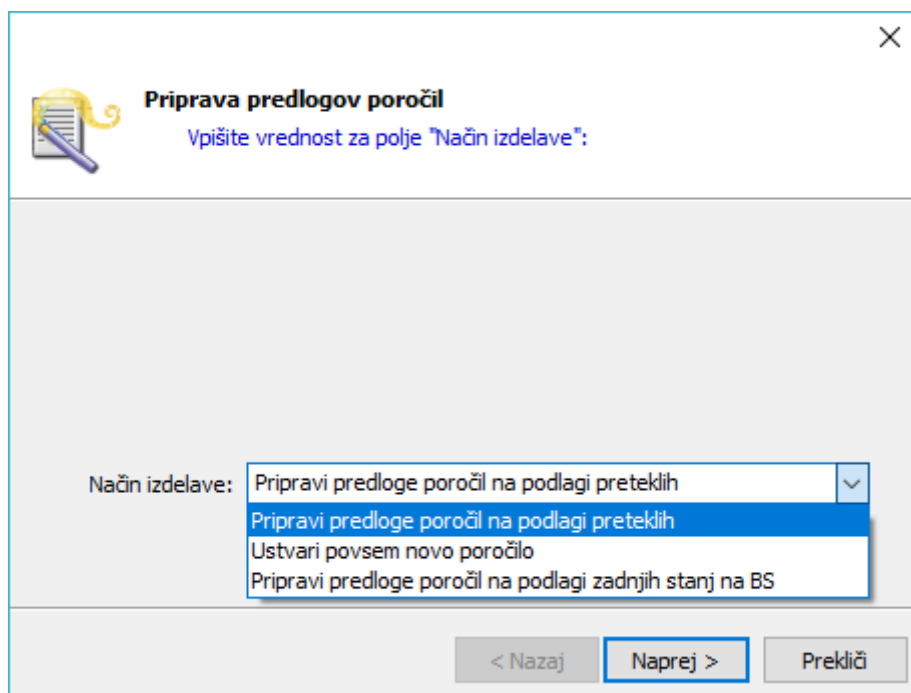 Priprava predlogov poročil
Vpišite vrednost za polje "Način izdelave":
Način izdelave: Pripravi predloge poročil na podlagi preteklih
Pripravi predloge poročil na podlagi preteklih
Ustvari povsem novo poročilo
Pripravi predloge poročil na podlagi zadnjih stanj na BS
< Nazaj Naprej > Prekliči